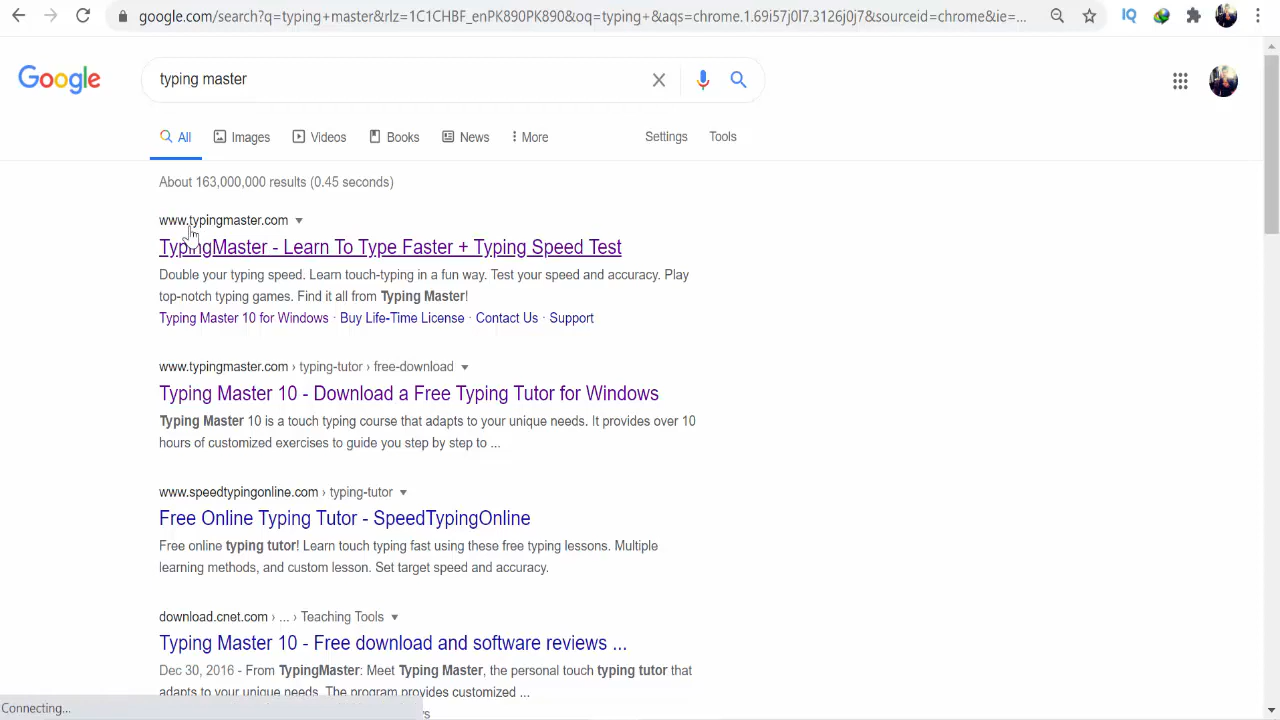 google.com/search?q=typing+master&rlz=1C1CHBF_enPK890PK890&oq=typing+&aqs=chrome.1.69i57j0l7.3126j0j7&sourceid=chrome&ie=...
IQ
Google
typing master
All Images Videos Books News More Settings Tools
About 163,000,000 results (0.45 seconds)
www.typingmaster.com
TypingMaster - Learn To Type Faster + Typing Speed Test
Double your typing speed. Learn touch-typing in a fun way. Test your speed and accuracy. Play
top-notch typing games. Find it all from Typing Master!
Typing Master 10 for Windows · Buy Life-Time License · Contact Us · Support
www.typingmaster.com › typing-tutor › free-download
Typing Master 10 - Download a Free Typing Tutor for Windows
Typing Master 10 is a touch typing course that adapts to your unique needs. It provides over 10
hours of customized exercises to guide you step by step to ...
www.speedtypingonline.com › typing-tutor
Free Online Typing Tutor - SpeedTypingOnline
Free online typing tutor! Learn touch typing fast using these free typing lessons. Multiple
learning methods, and custom lesson. Set target speed and accuracy.
download.cnet.com › ... › Teaching Tools
Typing Master 10 - Free download and software reviews ...
Dec 30, 2016 - From TypingMaster: Meet Typing Master, the personal touch typing tutor that
adapts to your unique needs. The program provides customized ...
Connecting...